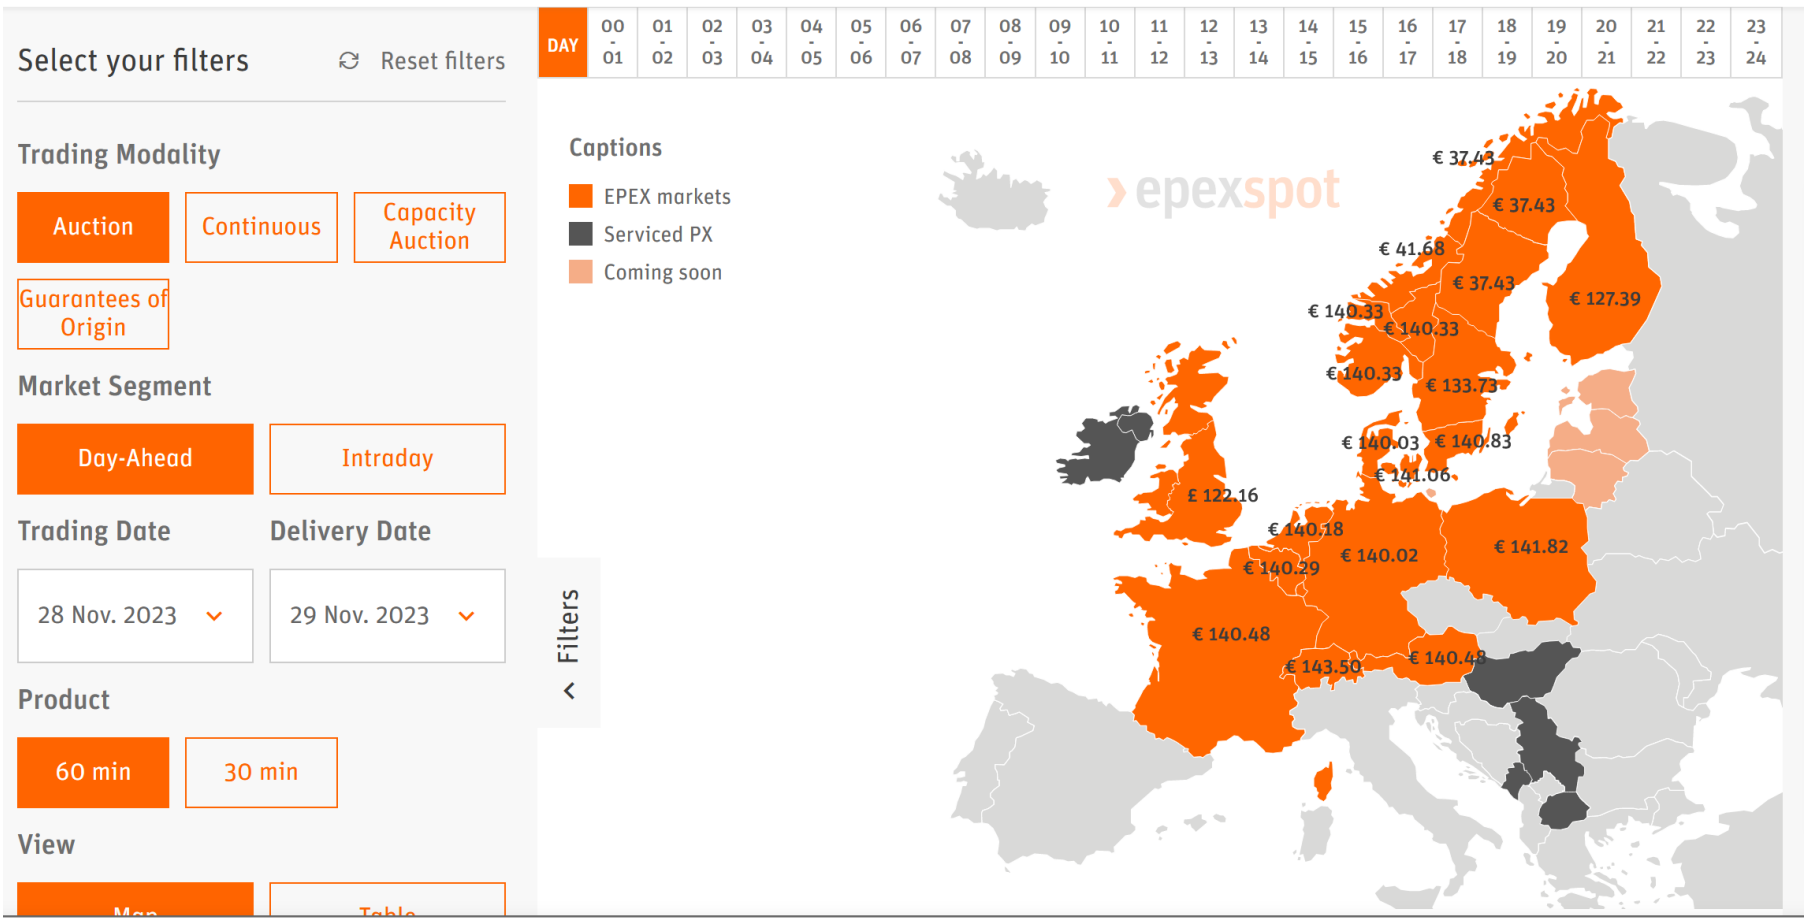 Select your filters
Reset filters
Trading Modality
Auction
Continuous
Capacity
Auction
Guarantees of
Origin
Market Segment
Day-Ahead
Intraday
Trading Date
Delivery Date
28 Nov. 2023
29 Nov. 2023
Product
60 min
30 min
View
Map
Table
Filters
DAY
00 - 01
01 - 02
02 - 03
03 - 04
04 - 05
05 - 06
06 - 07
07 - 08
08 - 09
09 - 10
10 - 11
11 - 12
12 - 13
13 - 14
14 - 15
15 - 16
16 - 17
17 - 18
18 - 19
19 - 20
20 - 21
21 - 22
22 - 23
23 - 24
Captions
EPEX markets
Serviced PX
Coming soon
epexspot
€ 37.43
€ 37.43
€ 41.68
€ 37.43
€ 127.39
€ 140.33
€ 140.33
€ 140.33
€ 133.73
€ 140.03
€ 140.83
€ 141.06
£ 122.16
€ 140.18
€ 141.82
€ 140.02
€ 140.29
€ 140.48
€ 140.48
€ 143.50